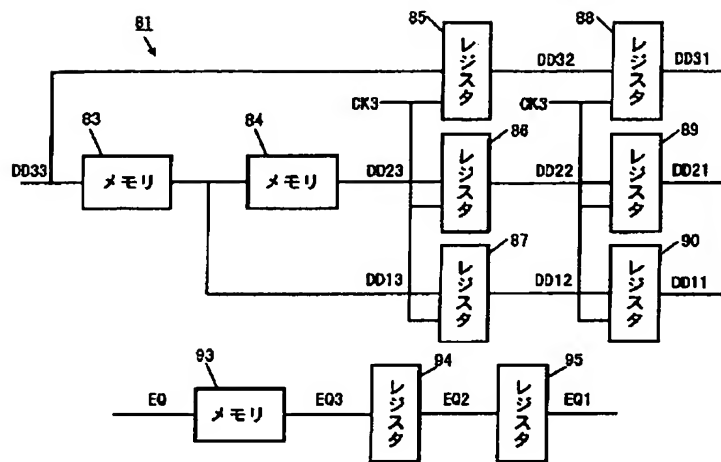 81
85
88
レジスタ
DD32
レジスタ
DD31
CK3
CK3
83
84
86
89
DD33
メモリ
メモリ
DD23
レジスタ
DD22
レジスタ
DD21
87
90
DD13
レジスタ
DD12
レジスタ
DD11
93
94
95
EQ
メモリ
EQ3
レジスタ
EQ2
レジスタ
EQ1